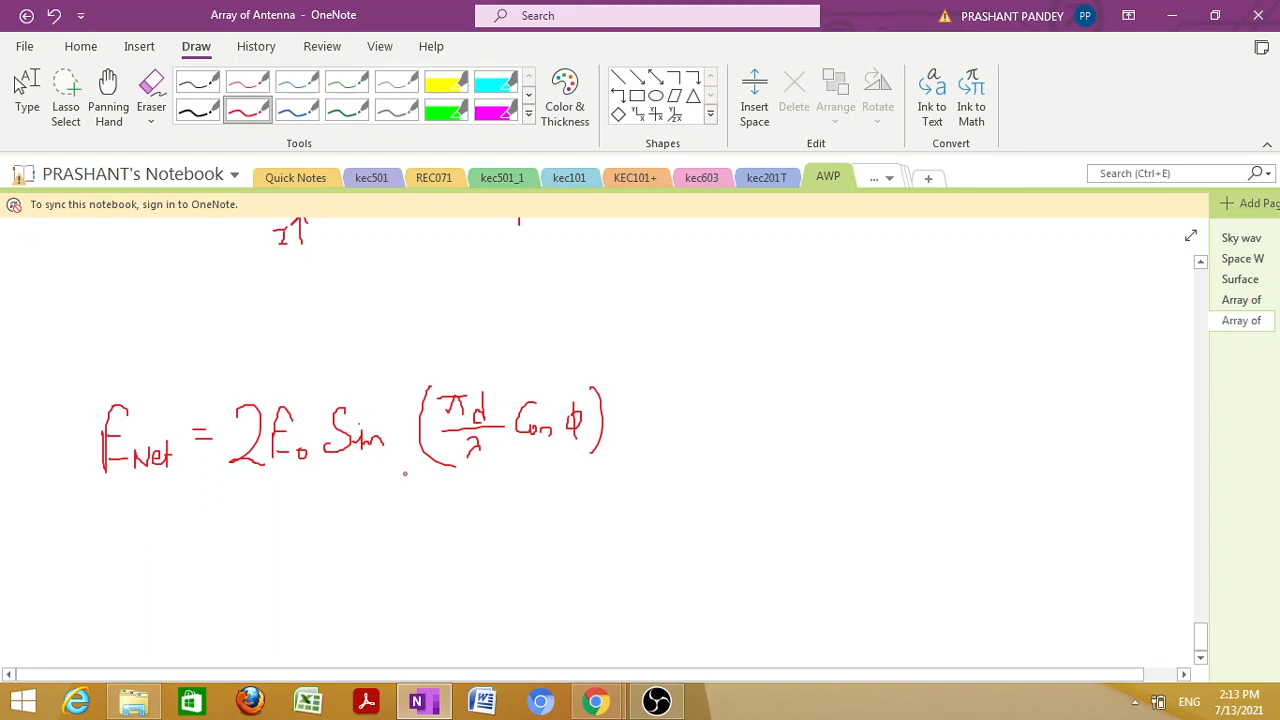 Array of Antenna - OneNote
Search
PRASHANT PANDEY
PP
File Home Insert Draw History Review View Help
Type
Lasso Select
Panning Hand
Eraser
Color & Thickness
Insert Space
Delete
Arrange
Rotate
Ink to Text
Ink to Math
Tools
Shapes
Edit
Convert
PRASHANT's Notebook
Quick Notes
kec501
REC071
kec501_1
kec101
KEC101+
kec603
kec201T
AWP
...
+
Search (Ctrl+E)
To sync this notebook, sign in to OneNote.
Add Pag
Sky wav
Space W
Surface
Array of
Array of
I↑
E_Net = 2E₀ Sin (πd/λ Cos φ)
ENG
2:13 PM
7/13/2021